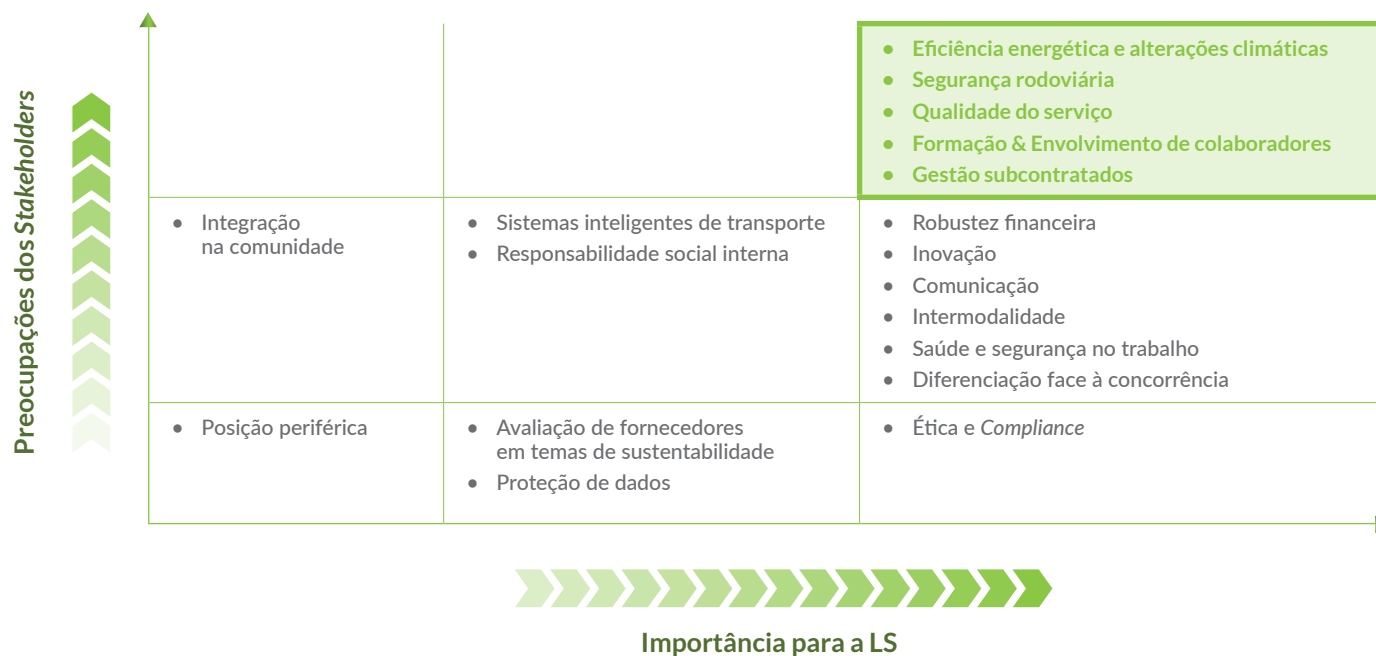 Preocupações dos Stakeholders
• Eficiência energética e alterações climáticas
• Segurança rodoviária
• Qualidade do serviço
• Formação & Envolvimento de colaboradores
• Gestão subcontratados
• Integração
na comunidade
• Sistemas inteligentes de transporte
• Responsabilidade social interna
• Robustez financeira
• Inovação
• Comunicação
• Intermodalidade
• Saúde e segurança no trabalho
• Diferenciação face à concorrência
• Posição periférica
• Avaliação de fornecedores
em temas de sustentabilidade
• Proteção de dados
• Ética e Compliance
Importância para a LS